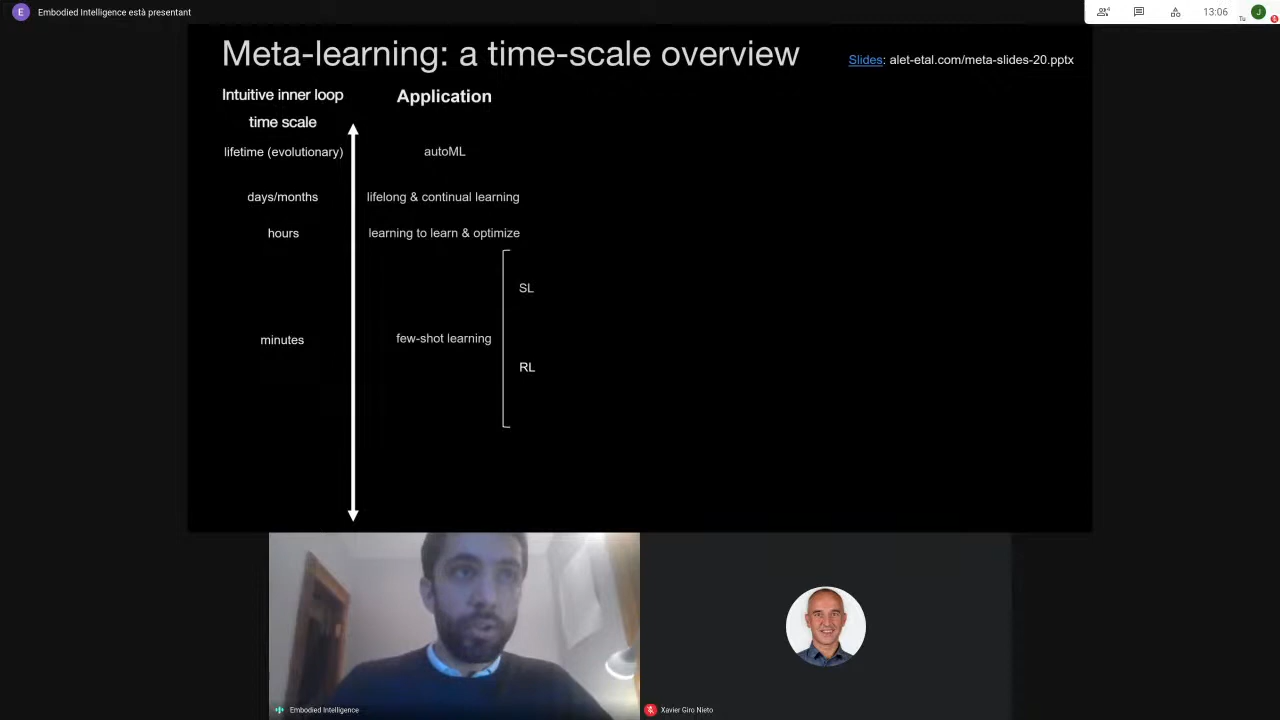 E Embodied Intelligence està presentant
4
13:06
Tu
J
Meta-learning: a time-scale overview
Slides: alet-etal.com/meta-slides-20.pptx
Intuitive inner loop
time scale
Application
lifetime (evolutionary)
autoML
days/months
lifelong & continual learning
hours
learning to learn & optimize
SL
minutes
few-shot learning
RL
Embodied Intelligence
Xavier Giro Nieto